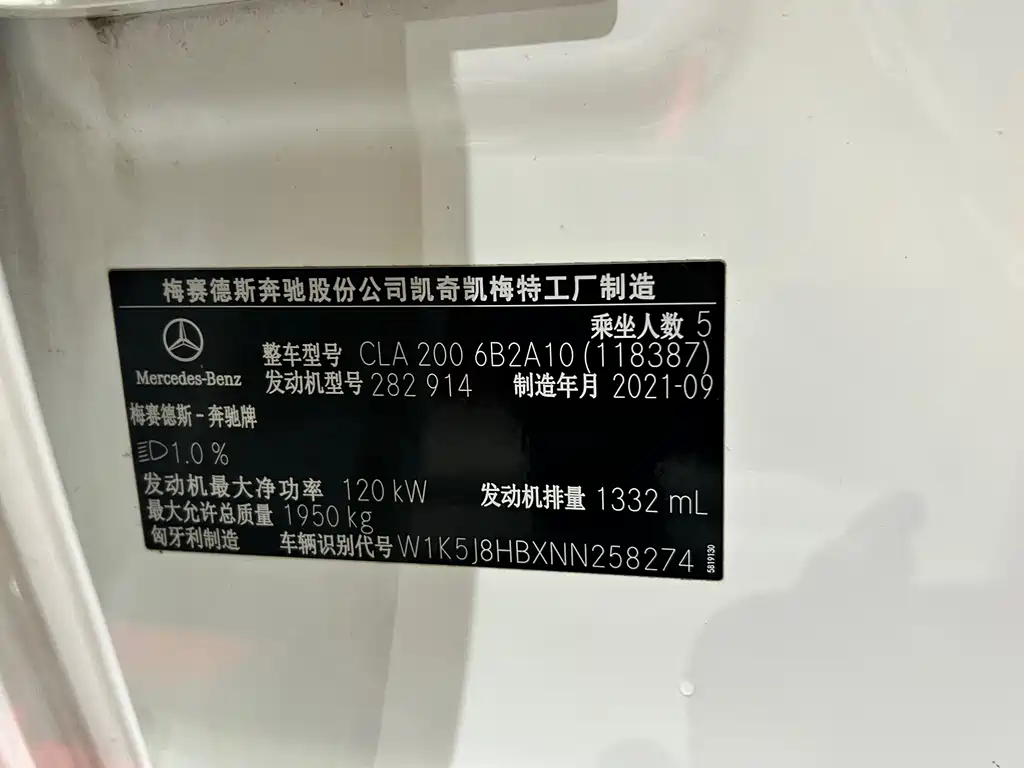 梅赛德斯奔驰股份公司凯奇凯梅特工厂制造
乘坐人数 5
整车型号 CLA 200 6B2A10 (118387)
Mercedes-Benz
发动机型号 282 914 制造年月 2021-09
梅赛德斯-奔驰牌
1.0 %
发动机最大净功率 120 kW 发动机排量 1332 mL
最大允许总质量 1950 kg
匈牙利制造 车辆识别代号 W1K5J8HBXNN258274
5819130